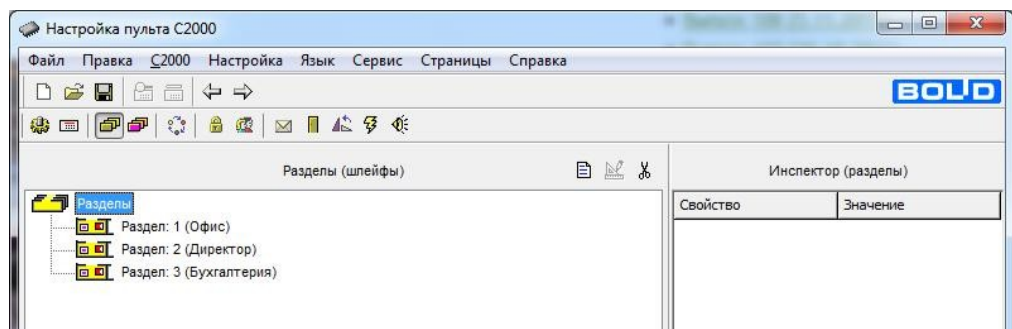 Настройка пульта С2000
Файл Правка С2000 Настройка Язык Сервис Страницы Справка
BOLID
Разделы (шлейфы)
Инспектор (разделы)
Разделы
Свойство Значение
Раздел: 1 (Офис)
Раздел: 2 (Директор)
Раздел: 3 (Бухгалтерия)